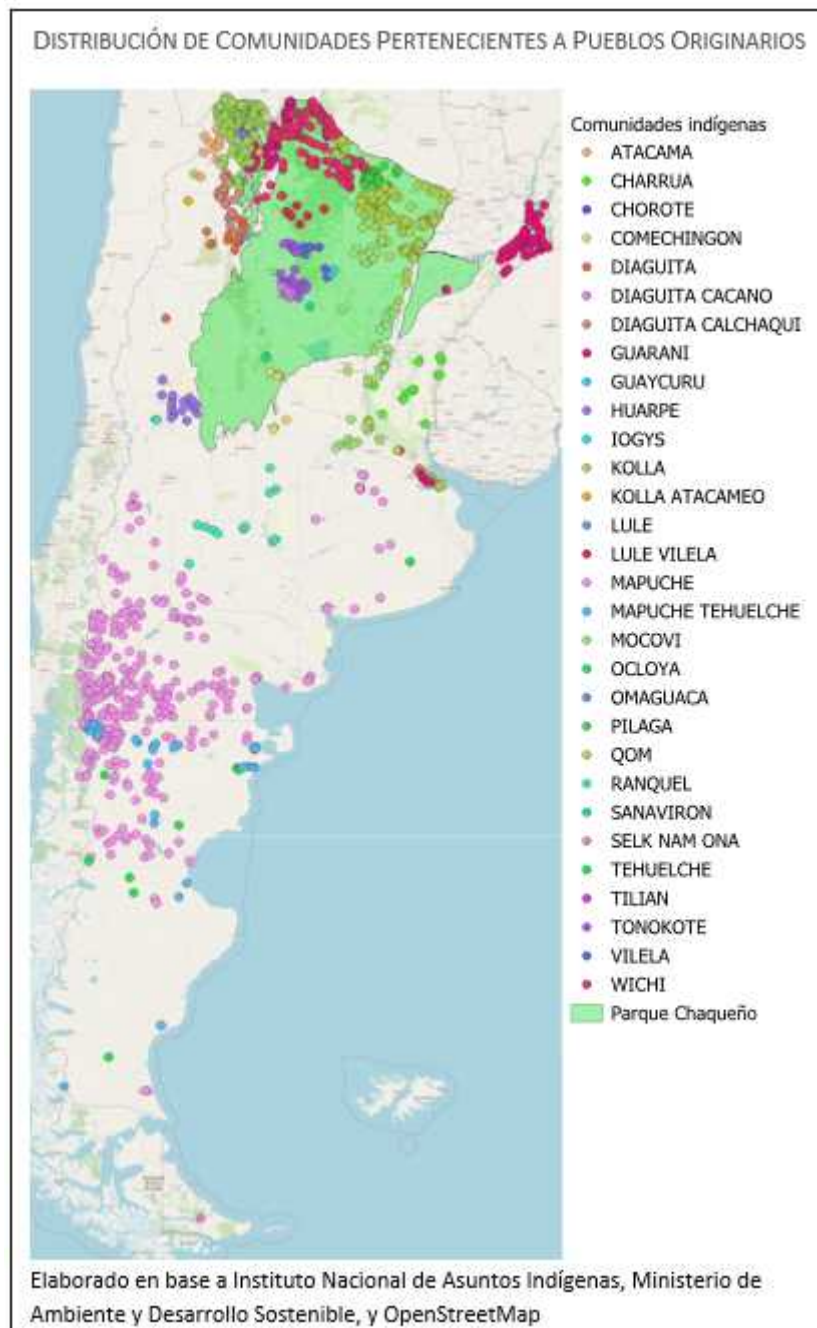 DISTRIBUCIÓN DE COMUNIDADES PERTENECIENTES A PUEBLOS ORIGINARIOS
Comunidades indígenas
ATACAMA
CHARRUA
CHOROTE
COMECHINGON
DIAGUITA
DIAGUITA CACANO
DIAGUITA CALCHAQUI
GUARANI
GUAYCURU
HUARPE
IOGYS
KOLLA
KOLLA ATACAMEO
LULE
LULE VILELA
MAPUCHE
MAPUCHE TEHUELCHE
MOCOVI
OCLOYA
OMAGUACA
PILAGA
QOM
RANQUEL
SANAVIRON
SELK NAM ONA
TEHUELCHE
TILIAN
TONOKOTE
VILELA
WICHI
Parque Chaqueño
Elaborado en base a Instituto Nacional de Asuntos Indígenas, Ministerio de
Ambiente y Desarrollo Sostenible, y OpenStreetMap